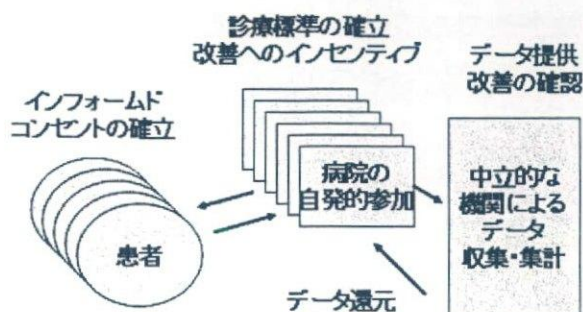 診療標準の確立
改善へのインセンティブ
データ提供
改善の確認
インフォームド
コンセントの確立
病院の
自発的参加
中立的な
機関による
データ
収集・集計
患者
データ還元